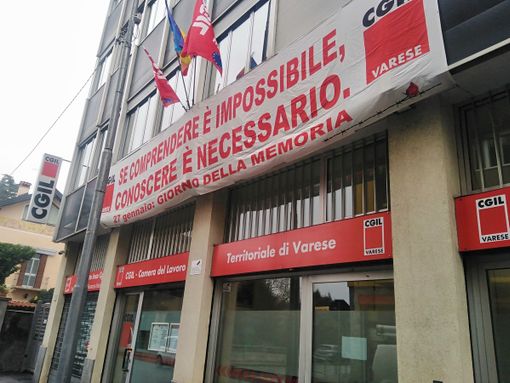 CGIL
VARESE
SE COMPRENDERE È IMPOSSIBILE,
CONOSCERE È NECESSARIO.
27 gennaio: GIORNO DELLA MEMORIA
CGIL
CGIL
CGIL - Camera del Lavoro
Territoriale di Varese
CGIL
VARESE
CGIL
VARESE